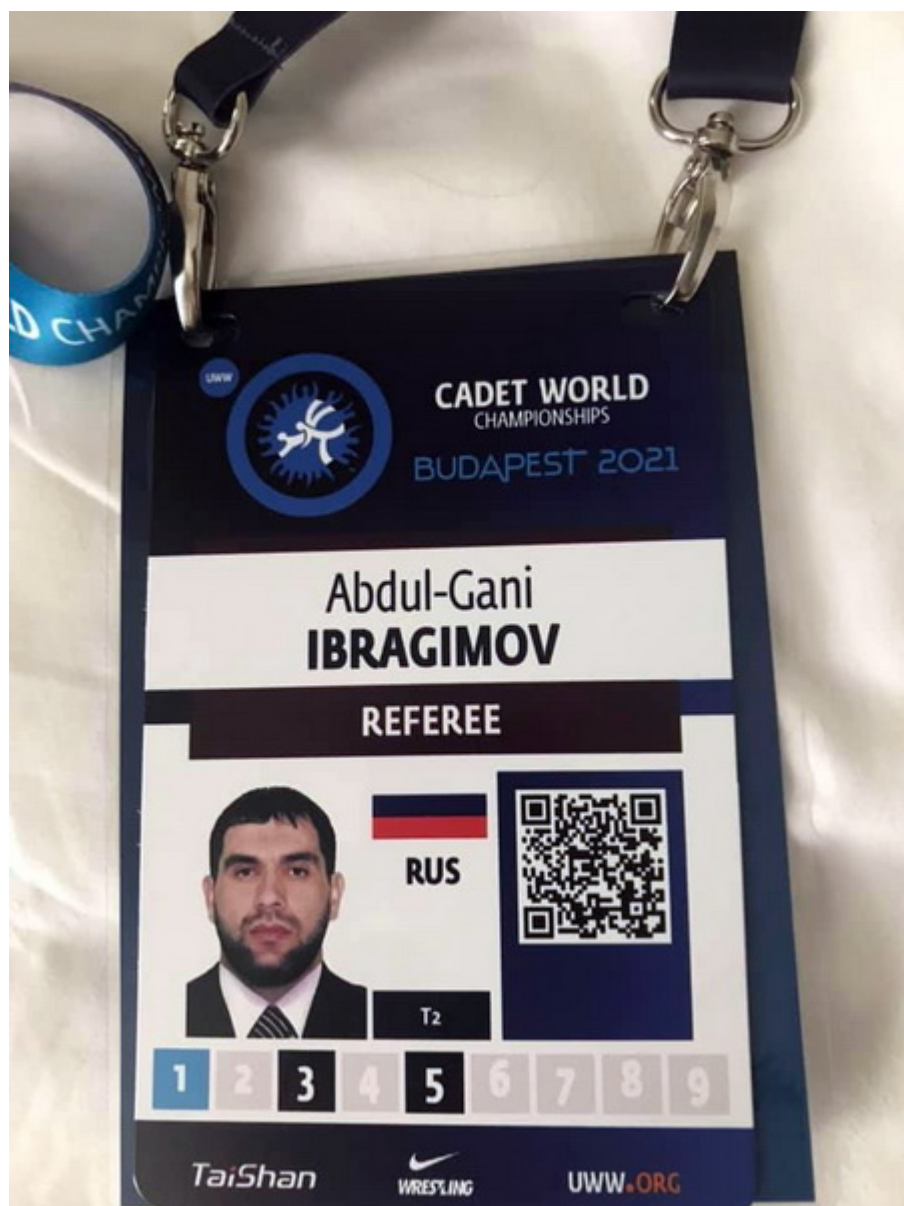 D CHAM
UWW
CADET WORLD
CHAMPIONSHIPS
BUDAPEST 2021
Abdul-Gani
IBRAGIMOV
REFEREE
RUS
T2
1 2 3 4 5 6 7 8 9
TaiShan
WRESTLING
UWW.ORG